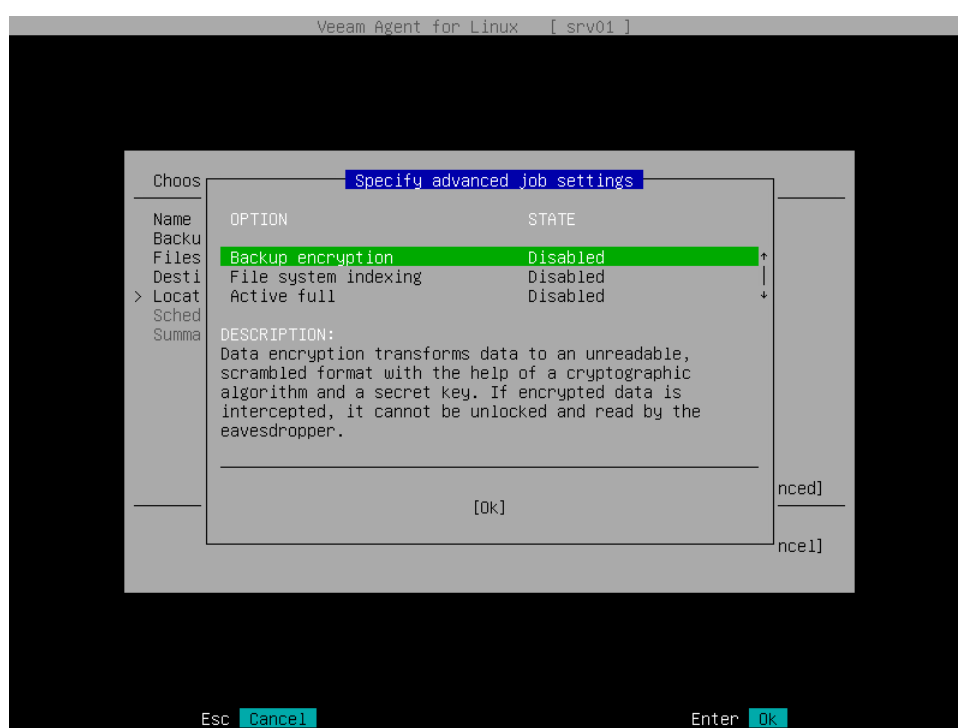 Veeam Agent for Linux [ srv01 ]
Choos
Specify advanced job settings
Name
Backu
Files
Desti
> Locat
Sched
Summa
OPTION STATE
Backup encryption Disabled ↑
File system indexing Disabled |
Active full Disabled ↓
DESCRIPTION:
Data encryption transforms data to an unreadable,
scrambled format with the help of a cryptographic
algorithm and a secret key. If encrypted data is
intercepted, it cannot be unlocked and read by the
eavesdropper.
nced]
[Ok]
ncel]
Esc Cancel Enter Ok